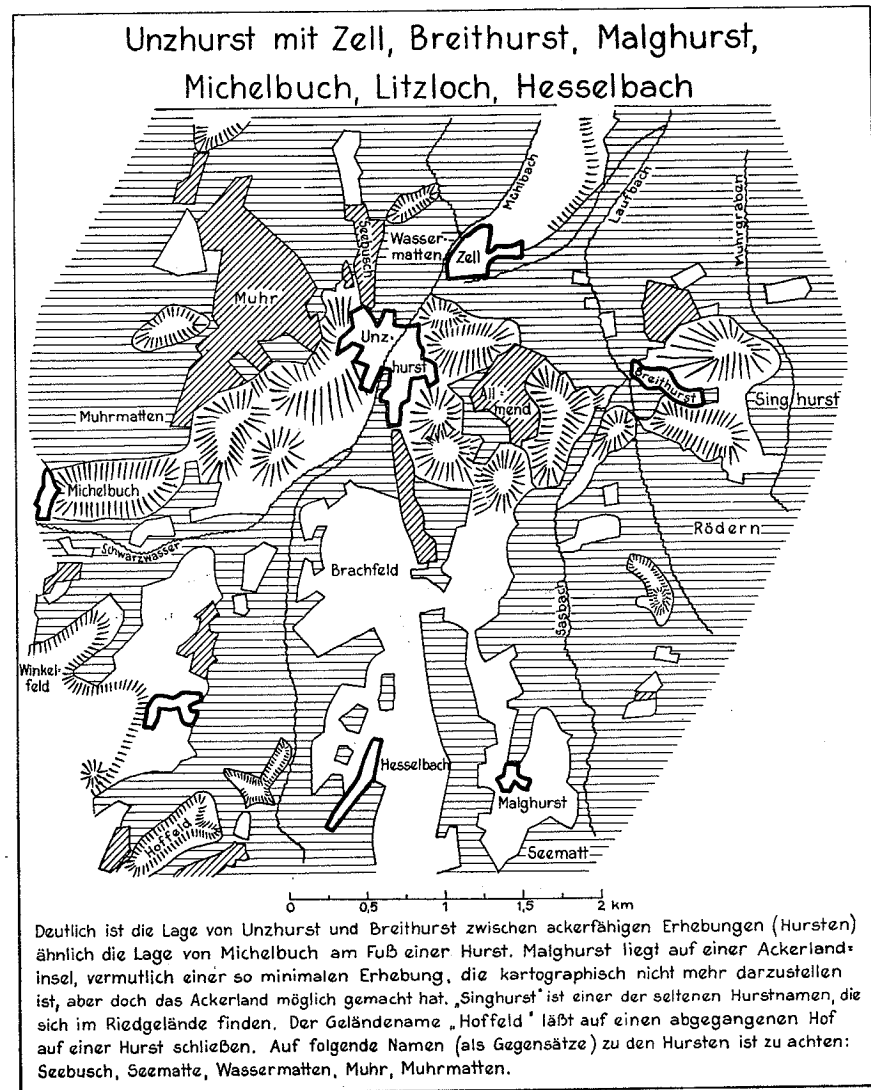 Unzhurst mit Zell, Breithurst, Malghurst,
Michelbuch, Litzloch, Hesselbach
Mühlbach
Laufbach
Muhrgraben
Seebusch
Wasser-
matten
Zell
Muhr
Unz-
hurst
All-
mend
Breithurst
Singhurst
Muhrmatten
Michelbuch
Schwarzwasser
Rödern
Brachfeld
Sasbach
Winkel-
feld
Hesselbach
Malghurst
Hoffeld
Seematt
0 0,5 1 1,5 2 km
Deutlich ist die Lage von Unzhurst und Breithurst zwischen ackerfähigen Erhebungen (Hursten)
ähnlich die Lage von Michelbuch am Fuß einer Hurst. Malghurst liegt auf einer Ackerland=
insel, vermutlich einer so minimalen Erhebung, die kartographisch nicht mehr darzustellen
ist, aber doch das Ackerland möglich gemacht hat. „Singhurst" ist einer der seltenen Hurstnamen, die
sich im Riedgelände finden. Der Geländename „Hoffeld" läßt auf einen abgegangenen Hof
auf einer Hurst schließen. Auf folgende Namen (als Gegensätze) zu den Hursten ist zu achten:
Seebusch, Seematte, Wassermatten, Muhr, Muhrmatten.